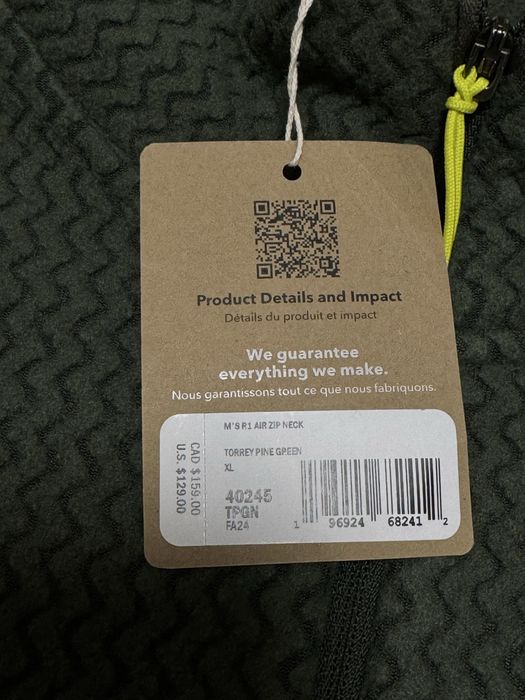 Product Details and Impact
Détails du produit et impact
We guarantee
everything we make.
Nous garantissons tout ce que nous fabriquons.
M'S R1 AIR ZIP NECK
TORREY PINE GREEN
XL
40245
TPGN
FA24
CAD $159.00
U.S. $129.00
1 96924 68241 2